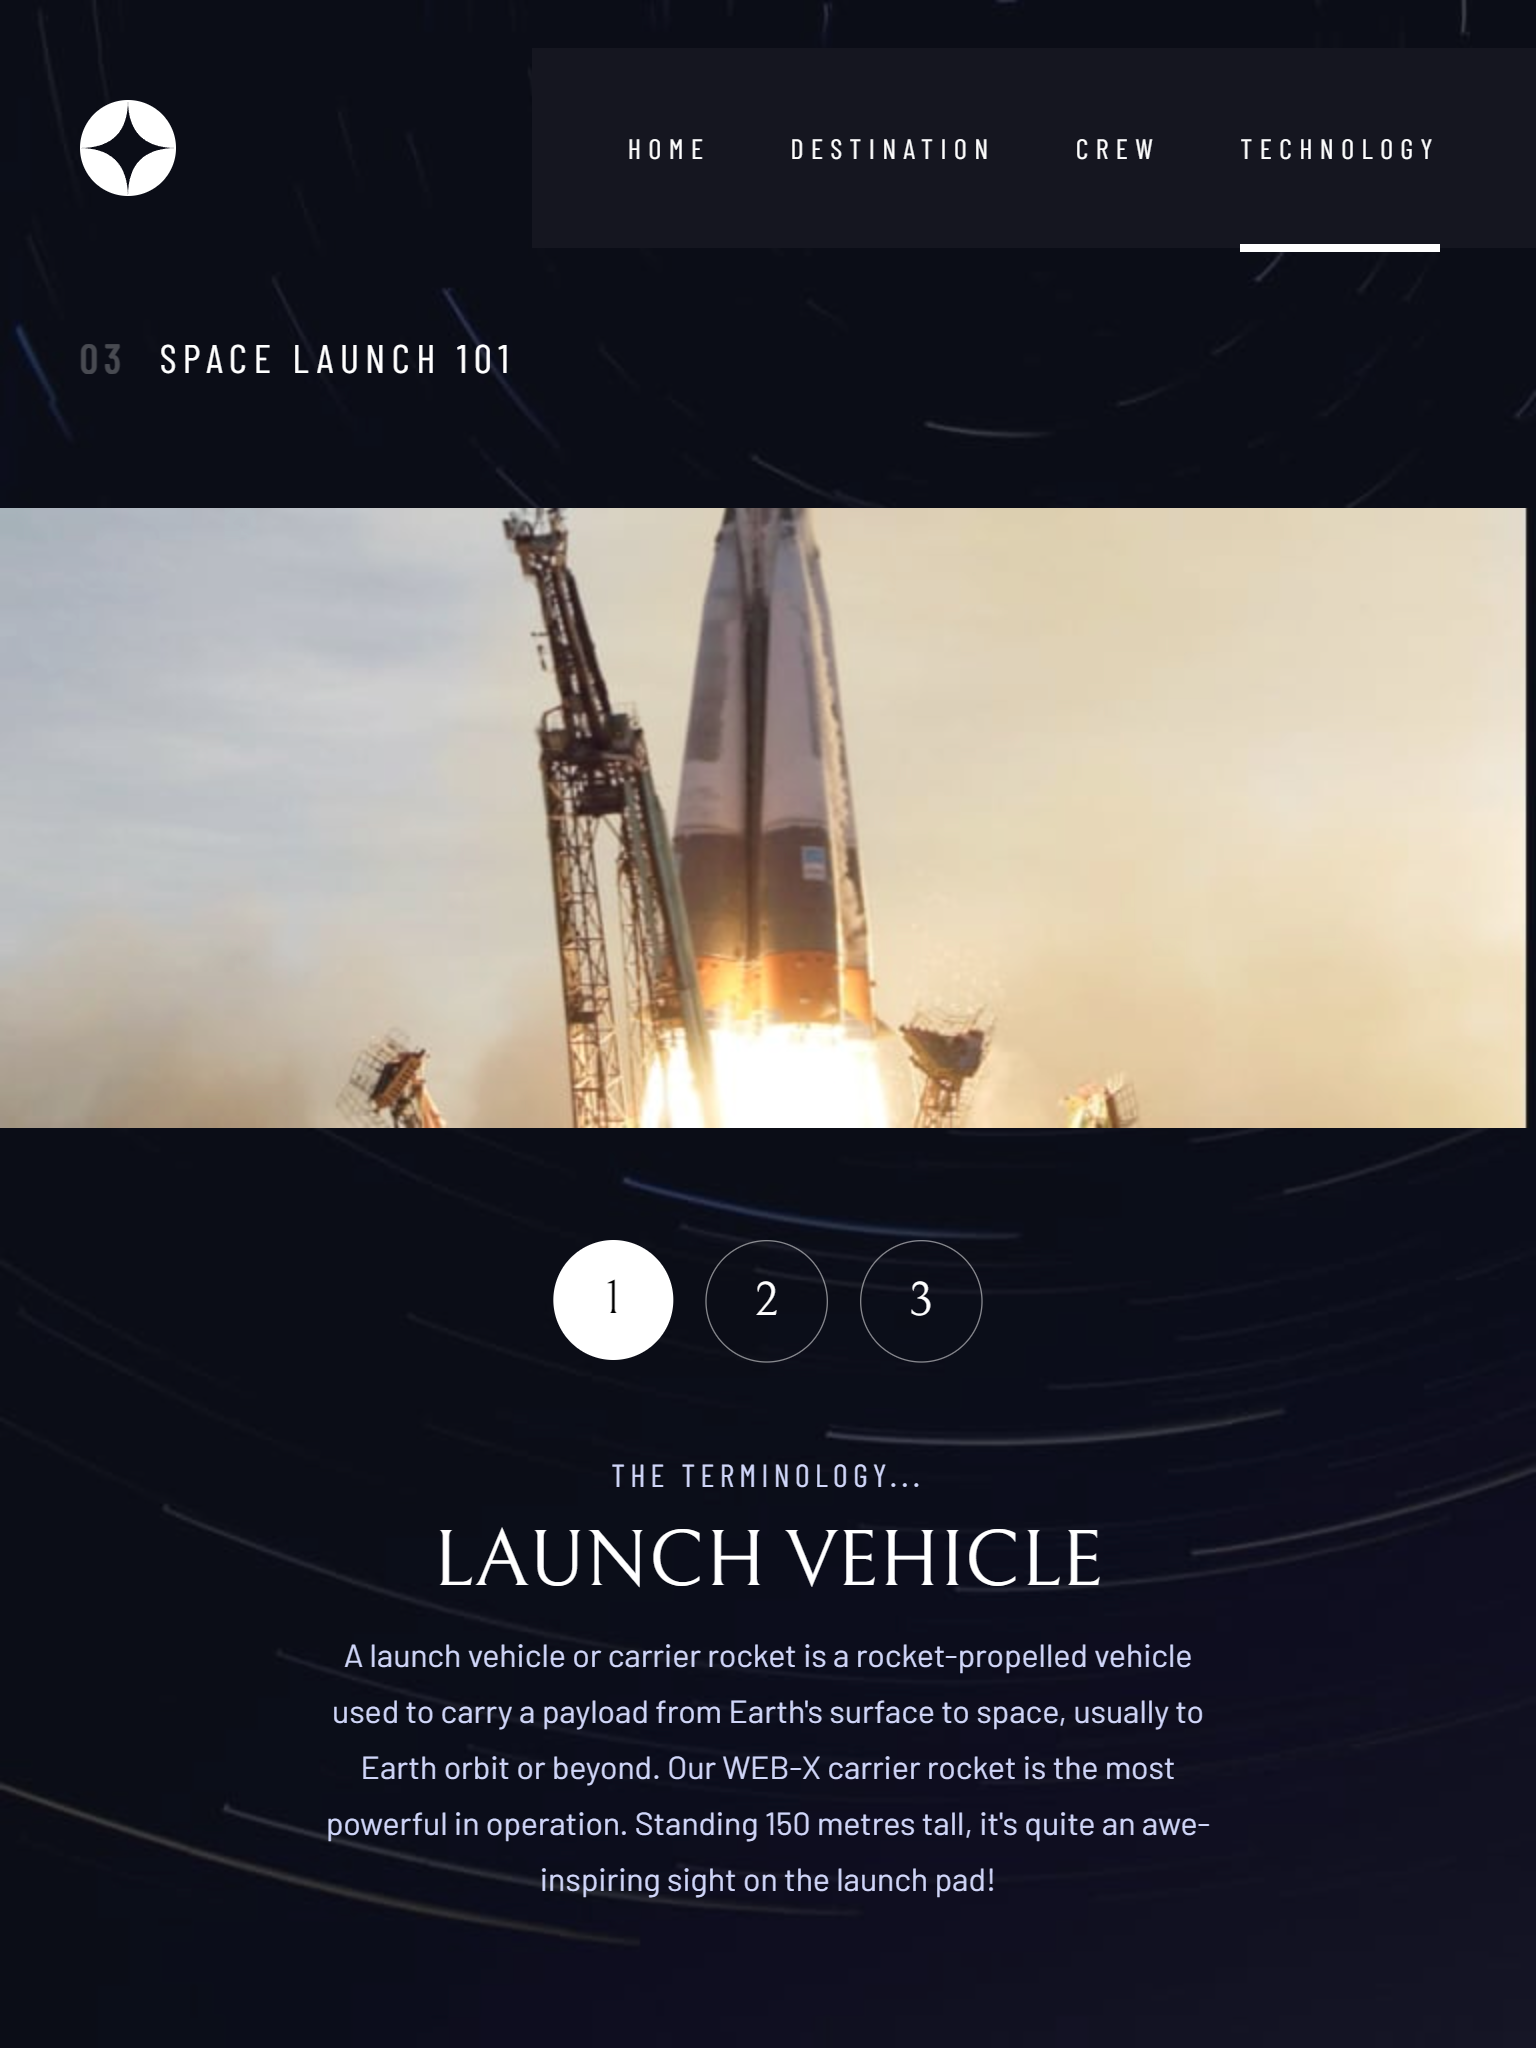 HOME DESTINATION CREW TECHNOLOGY
03 SPACE LAUNCH 101
1 2 3
THE TERMINOLOGY...
LAUNCH VEHICLE
A launch vehicle or carrier rocket is a rocket-propelled vehicle
used to carry a payload from Earth's surface to space, usually to
Earth orbit or beyond. Our WEB-X carrier rocket is the most
powerful in operation. Standing 150 metres tall, it's quite an awe-
inspiring sight on the launch pad!